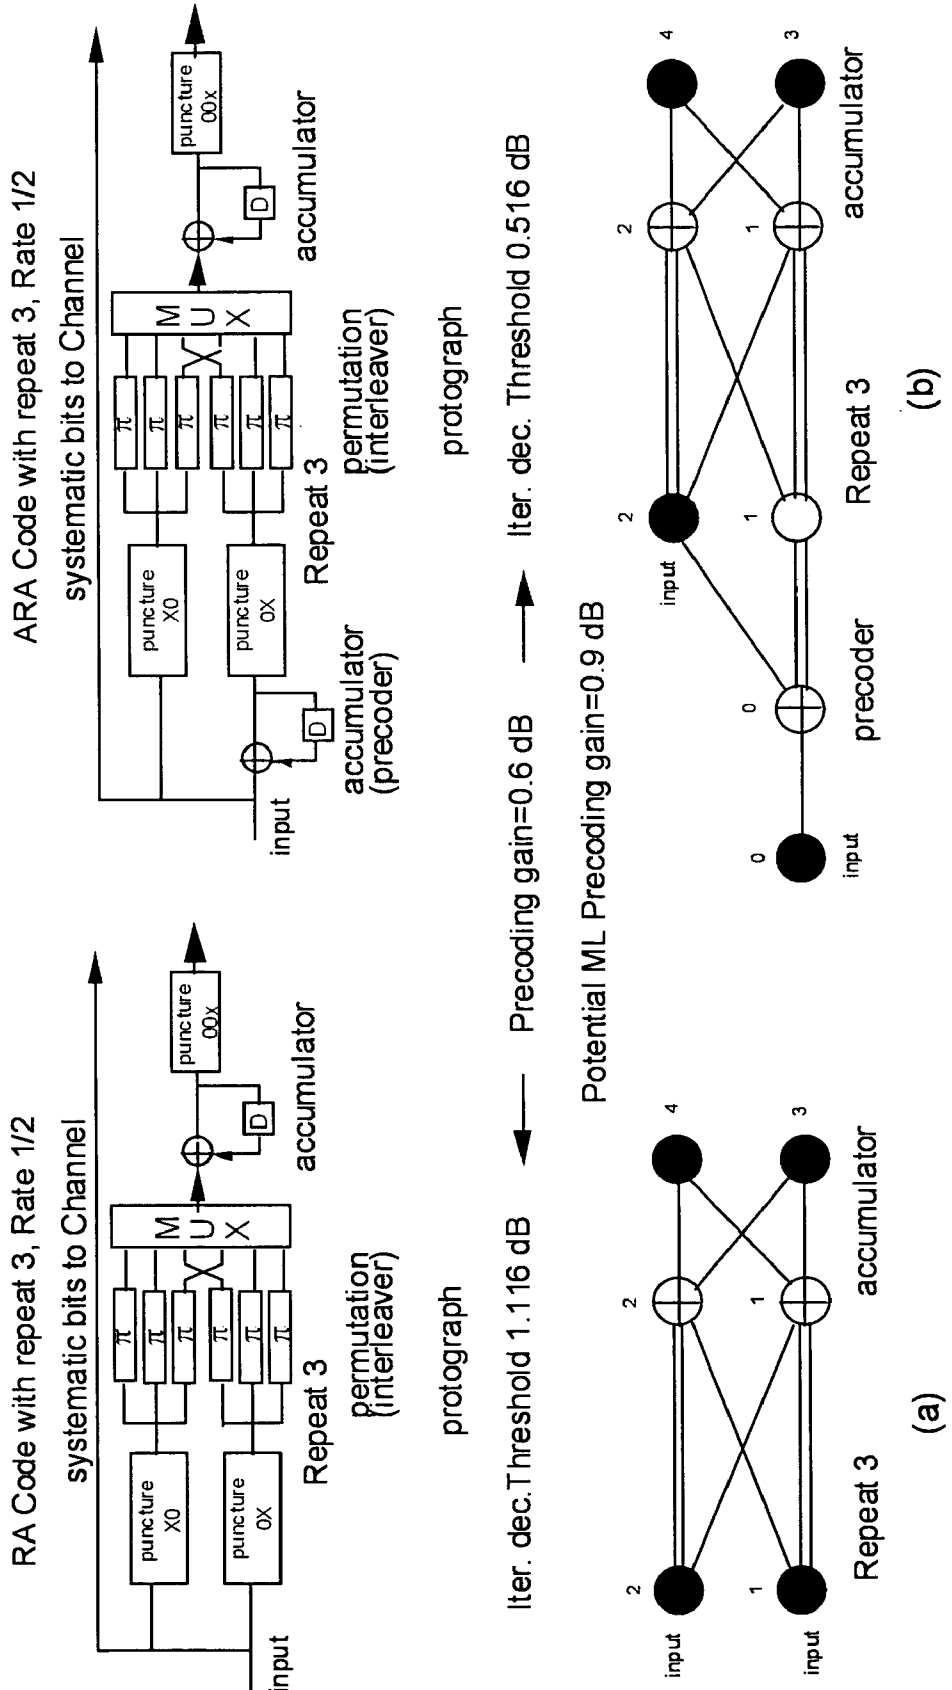 RA Code with repeat 3, Rate 1/2
systematic bits to Channel
input
puncture
X0
puncture
0X
π
π
π
π
π
π
Repeat 3
permutation
(interleaver)
M
U
X
D
puncture
00x
accumulator
ARA Code with repeat 3, Rate 1/2
systematic bits to Channel
input
D
accumulator
(precoder)
puncture
X0
puncture
0X
π
π
π
π
π
π
Repeat 3
permutation
(interleaver)
M
U
X
D
puncture
00x
accumulator
protograph
protograph
Iter. dec.Threshold 1.116 dB
Precoding gain=0.6 dB
Iter. dec. Threshold 0.516 dB
Potential ML Precoding gain=0.9 dB
2
input
1
input
2
1
4
3
Repeat 3
accumulator
(a)
0
input
0
precoder
2
input
1
2
1
4
3
Repeat 3
accumulator
(b)